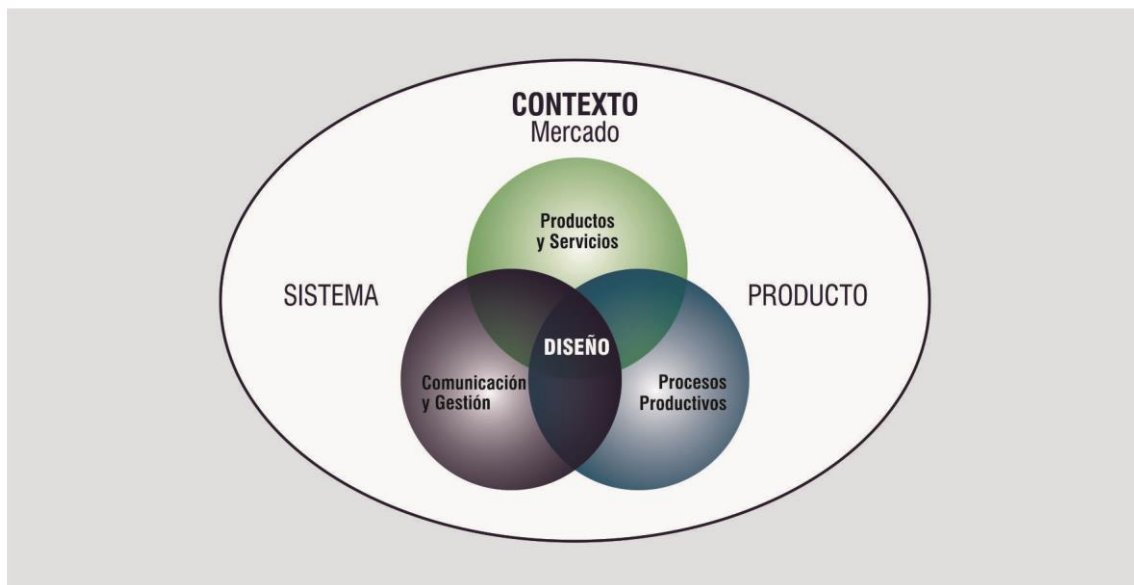 CONTEXTO
Mercado
Productos
y Servicios
SISTEMA
PRODUCTO
DISEÑO
Comunicación
y Gestión
Procesos
Productivos